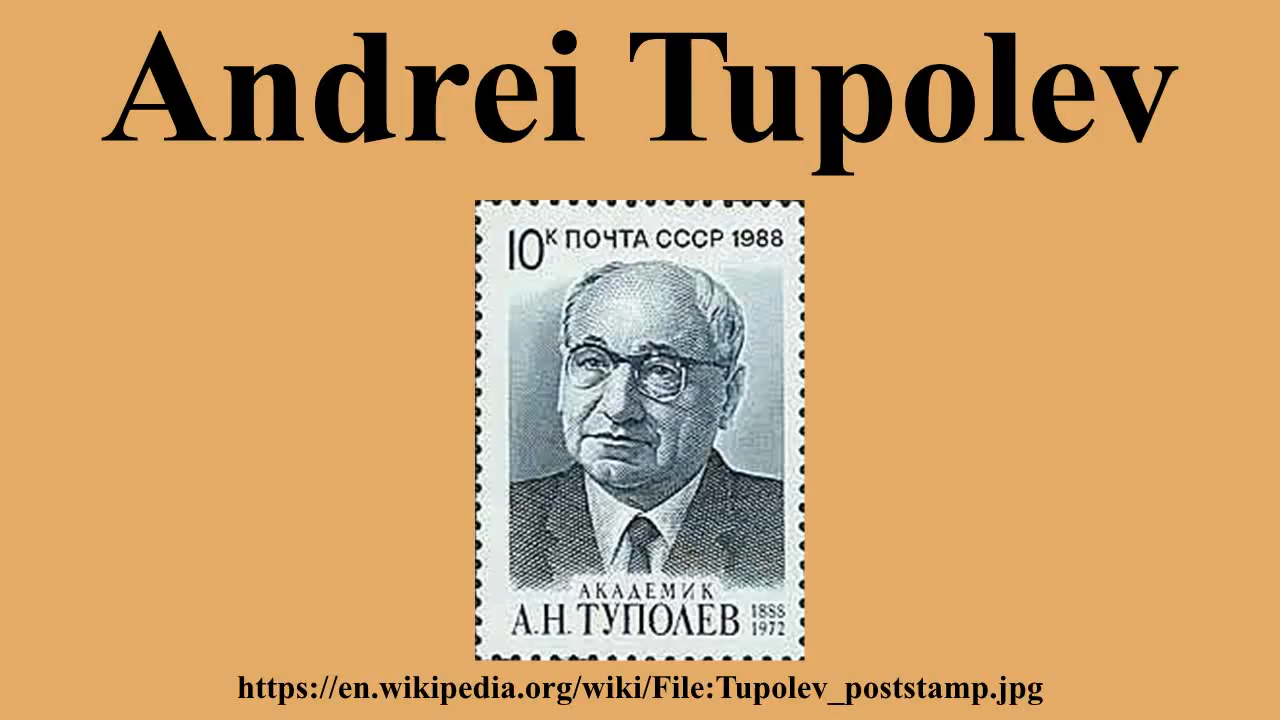 Andrei Tupolev
10К ПОЧТА СССР 1988
АКАДЕМИК
А.Н.ТУПОЛЕВ 1888
1972
https://en.wikipedia.org/wiki/File:Tupolev_poststamp.jpg